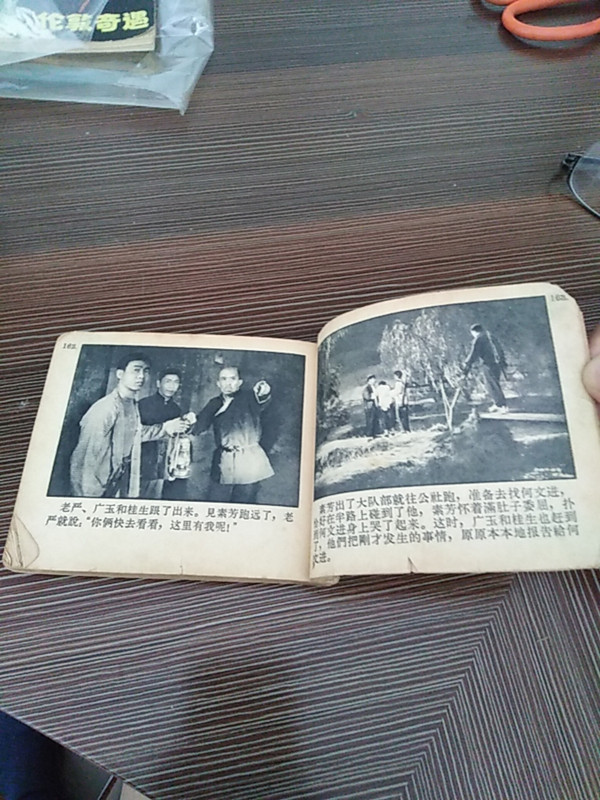 伦敦奇遇
162.
老严、广玉和桂生跟了出来。見素芳跑远了，老
严就說：“你俩快去看看，这里有我呢！”
163.
素芳出了大队部就往公社跑，准备去找何文进，
恰好在半路上碰到了他，素芳怀着滿肚子委屈，扑
到何文进身上哭了起来。这时，广玉和桂生也赶到
了，他們把刚才发生的事情，原原本本地报告給何
文进。